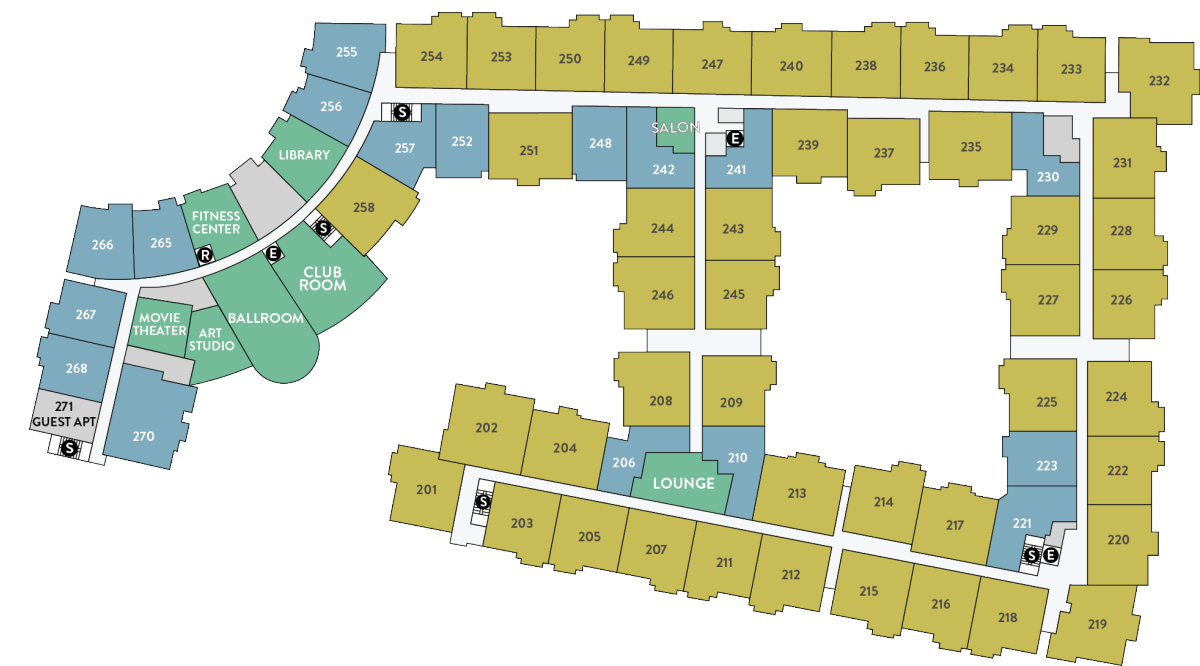 255
254
253
250
249
247
240
238
236
234
233
232
256
S
257
252
251
248
SALON
242
E
241
239
237
235
230
231
LIBRARY
258
S
FITNESS
CENTER
R
E
CLUB
ROOM
266
265
244
243
229
228
246
245
227
226
267
MOVIE
THEATER
ART
STUDIO
BALLROOM
268
271
GUEST APT
S
270
208
209
225
224
202
204
206
210
LOUNGE
223
222
201
S
203
205
207
211
212
213
214
217
221
S
E
220
215
216
218
219